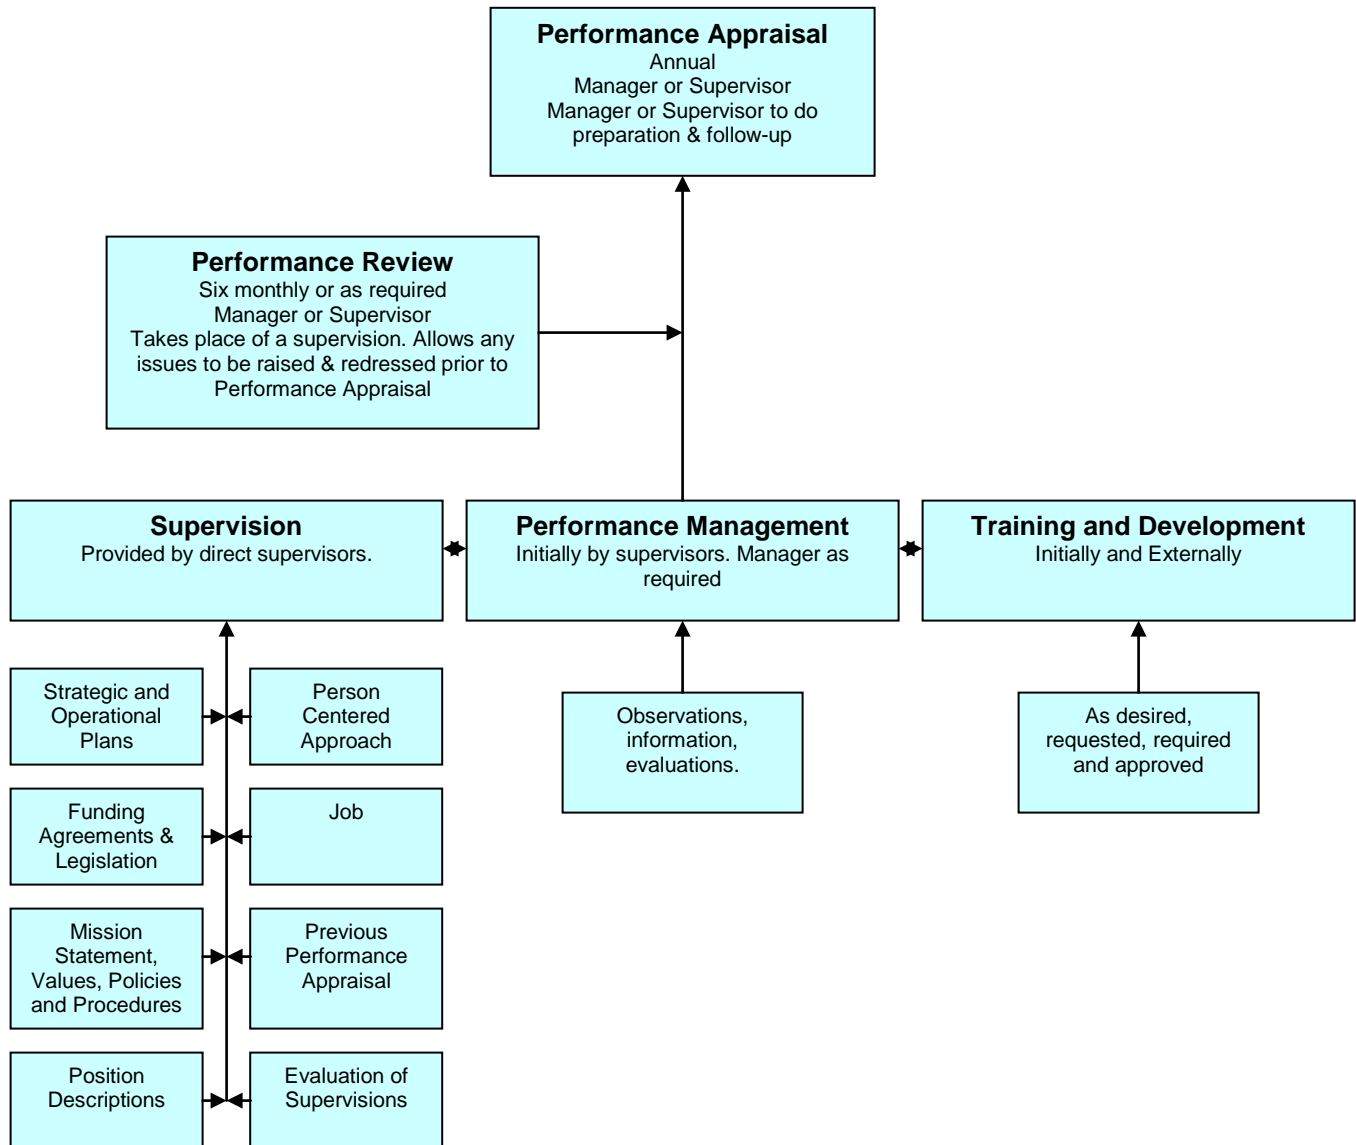 Performance Appraisal
Annual
Manager or Supervisor
Manager or Supervisor to do
preparation & follow-up
Performance Review
Six monthly or as required
Manager or Supervisor
Takes place of a supervision. Allows any
issues to be raised & redressed prior to
Performance Appraisal
Supervision
Provided by direct supervisors.
Performance Management
Initially by supervisors. Manager as
required
Training and Development
Initially and Externally
Strategic and
Operational
Plans
Person
Centered
Approach
Observations,
information,
evaluations.
As desired,
requested, required
and approved
Funding
Agreements &
Legislation
Job
Mission
Statement,
Values, Policies
and Procedures
Previous
Performance
Appraisal
Position
Descriptions
Evaluation of
Supervisions